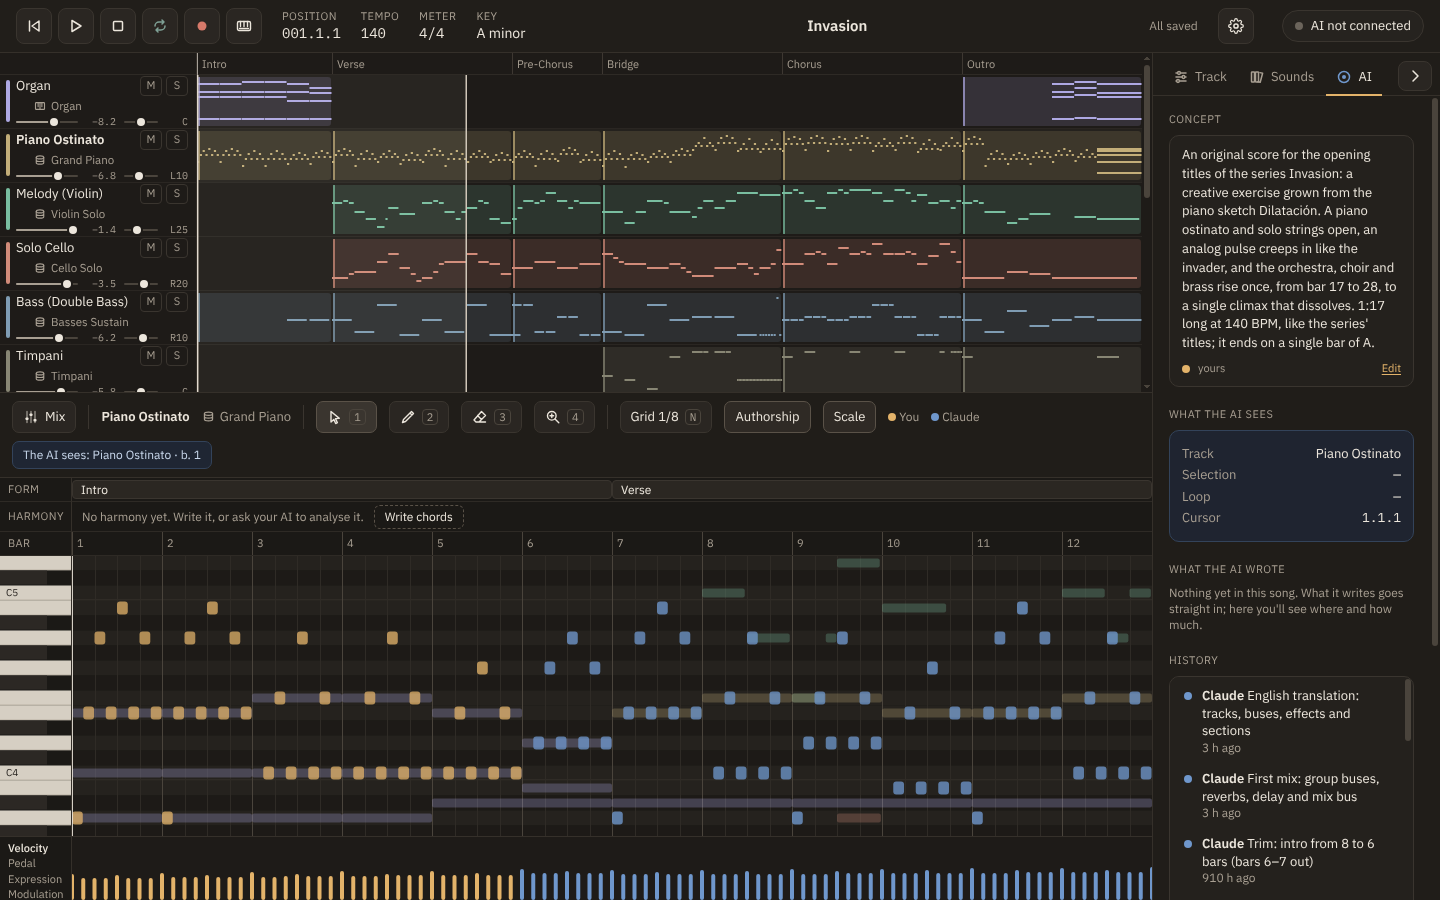 POSITION TEMPO METER KEY
001.1.1 140 4/4 A minor
Invasion
All saved
AI not connected
Intro Verse Pre-Chorus Bridge Chorus Outro
Organ M S
Organ
−8.2 C
Piano Ostinato M S
Grand Piano
−6.8 L10
Melody (Violin) M S
Violin Solo
−1.4 L25
Solo Cello M S
Cello Solo
−3.5 R20
Bass (Double Bass) M S
Basses Sustain
−6.2 R10
Timpani M S
Timpani
Track Sounds AI
CONCEPT
An original score for the opening
titles of the series Invasion: a
creative exercise grown from the
piano sketch Dilatación. A piano
ostinato and solo strings open, an
analog pulse creeps in like the
invader, and the orchestra, choir and
brass rise once, from bar 17 to 28, to
a single climax that dissolves. 1:17
long at 140 BPM, like the series'
titles; it ends on a single bar of A.
yours Edit
WHAT THE AI SEES
Track Piano Ostinato
Selection —
Loop —
Cursor 1.1.1
WHAT THE AI WROTE
Nothing yet in this song. What it writes goes
straight in; here you'll see where and how
much.
HISTORY
Claude English translation:
tracks, buses, effects and
sections
3 h ago
Claude First mix: group buses,
reverbs, delay and mix bus
3 h ago
Claude Trim: intro from 8 to 6
bars (bars 6–7 out)
910 h ago
Mix Piano Ostinato Grand Piano 1 2 3 4 Grid 1/8 N Authorship Scale You Claude
The AI sees: Piano Ostinato · b. 1
FORM Intro Verse
HARMONY No harmony yet. Write it, or ask your AI to analyse it. Write chords
BAR 1 2 3 4 5 6 7 8 9 10 11 12
C5
C4
Velocity
Pedal
Expression
Modulation